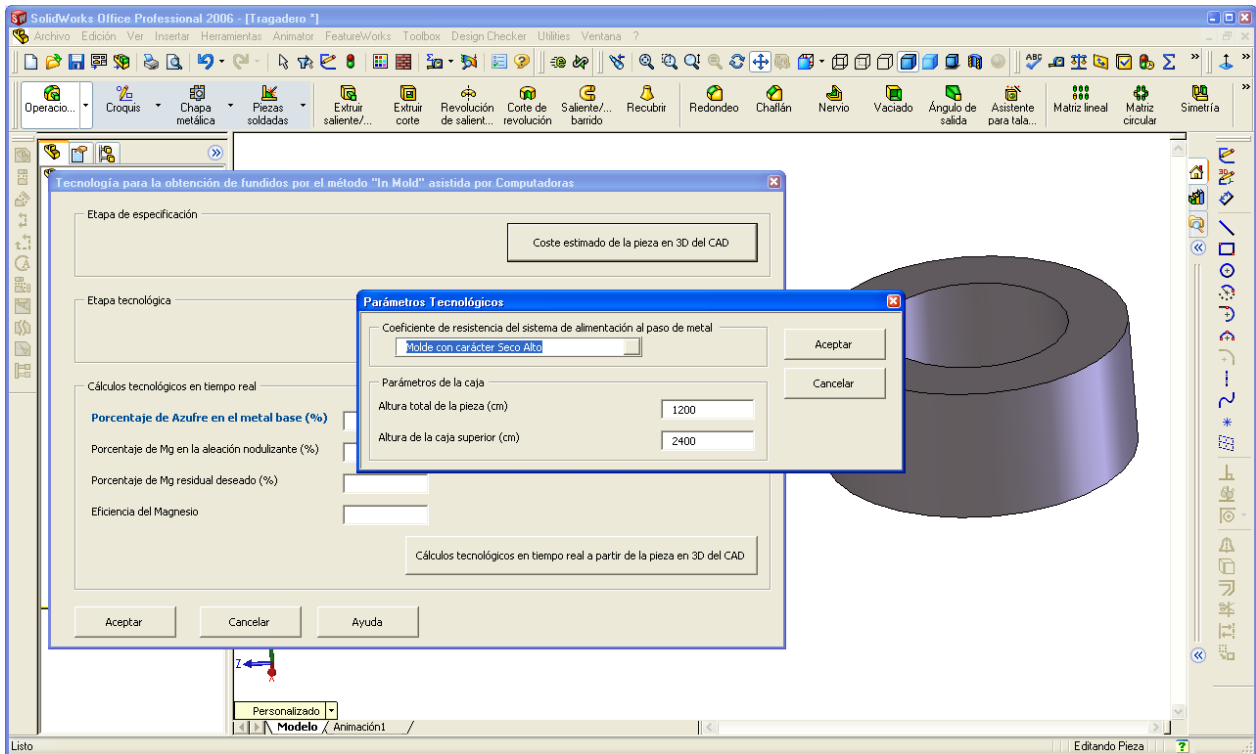 SolidWorks Office Professional 2006 - [Tragadero *]
Archivo Edición Ver Insertar Herramientas Animator FeatureWorks Toolbox Design Checker Utilities Ventana ?
Operacio... Croquis Chapa metálica Piezas soldadas Extruir saliente/... Extruir corte Revolución de salient... Corte de revolución Saliente/... barrido Recubrir Redondeo Chaflán Nervio Vaciado Ángulo de salida Asistente para tala... Matriz lineal Matriz circular Simetría
Tecnología para la obtención de fundidos por el método "In Mold" asistida por Computadoras
Etapa de especificación
Coste estimado de la pieza en 3D del CAD
Etapa tecnológica
Parámetros Tecnológicos
Coeficiente de resistencia del sistema de alimentación al paso de metal
Molde con carácter Seco Alto
Aceptar
Parámetros de la caja
Cancelar
Altura total de la pieza (cm)
1200
Altura de la caja superior (cm)
2400
Cálculos tecnológicos en tiempo real
Porcentaje de Azufre en el metal base (%)
Porcentaje de Mg en la aleación nodulizante (%)
Porcentaje de Mg residual deseado (%)
Eficiencia del Magnesio
Cálculos tecnológicos en tiempo real a partir de la pieza en 3D del CAD
Aceptar Cancelar Ayuda
Z
Personalizado
Modelo Animación1
Listo
Editando Pieza